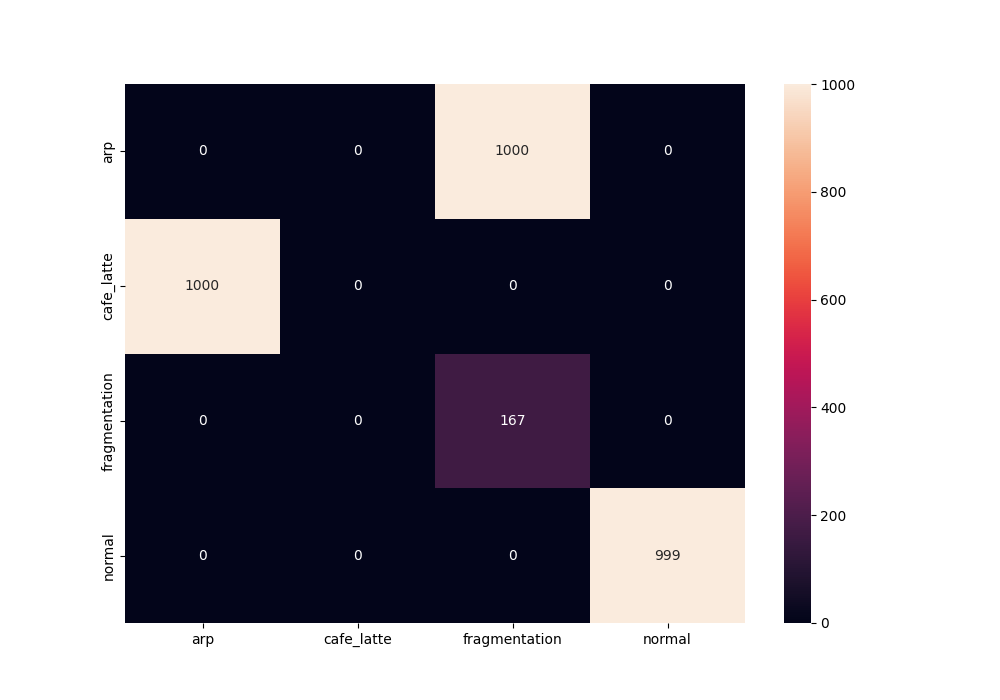 arp 0 0 1000 0
cafe_latte 1000 0 0 0
fragmentation 0 0 167 0
normal 0 0 0 999
arp cafe_latte fragmentation normal
1000
800
600
400
200
0